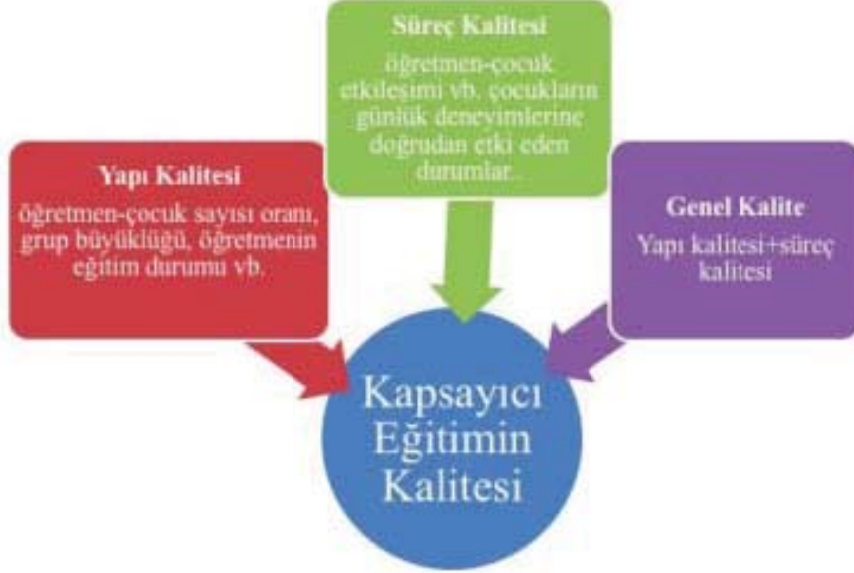 Süreç Kalitesi
öğretmen-çocuk
etkileşimi vb. çocukların
günlük deneyimlerine
doğrudan etki eden
durumlar..
Yapı Kalitesi
öğretmen-çocuk sayısı oranı,
grup büyüklüğü, öğretmenin
eğitim durumu vb.
Genel Kalite
Yapı kalitesi+süreç
kalitesi
Kapsayıcı
Eğitimin
Kalitesi